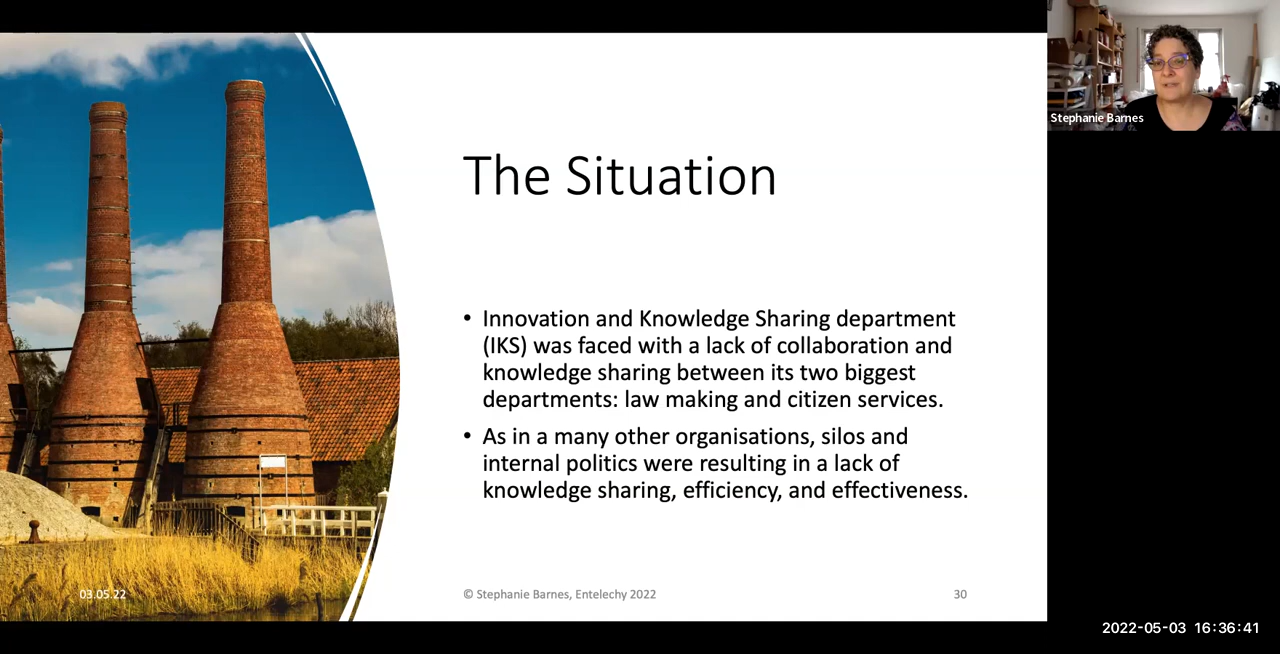 Stephanie Barnes
The Situation
• Innovation and Knowledge Sharing department
(IKS) was faced with a lack of collaboration and
knowledge sharing between its two biggest
departments: law making and citizen services.
• As in a many other organisations, silos and
internal politics were resulting in a lack of
knowledge sharing, efficiency, and effectiveness.
03.05.22
© Stephanie Barnes, Entelechy 2022
30
2022-05-03 16:36:41